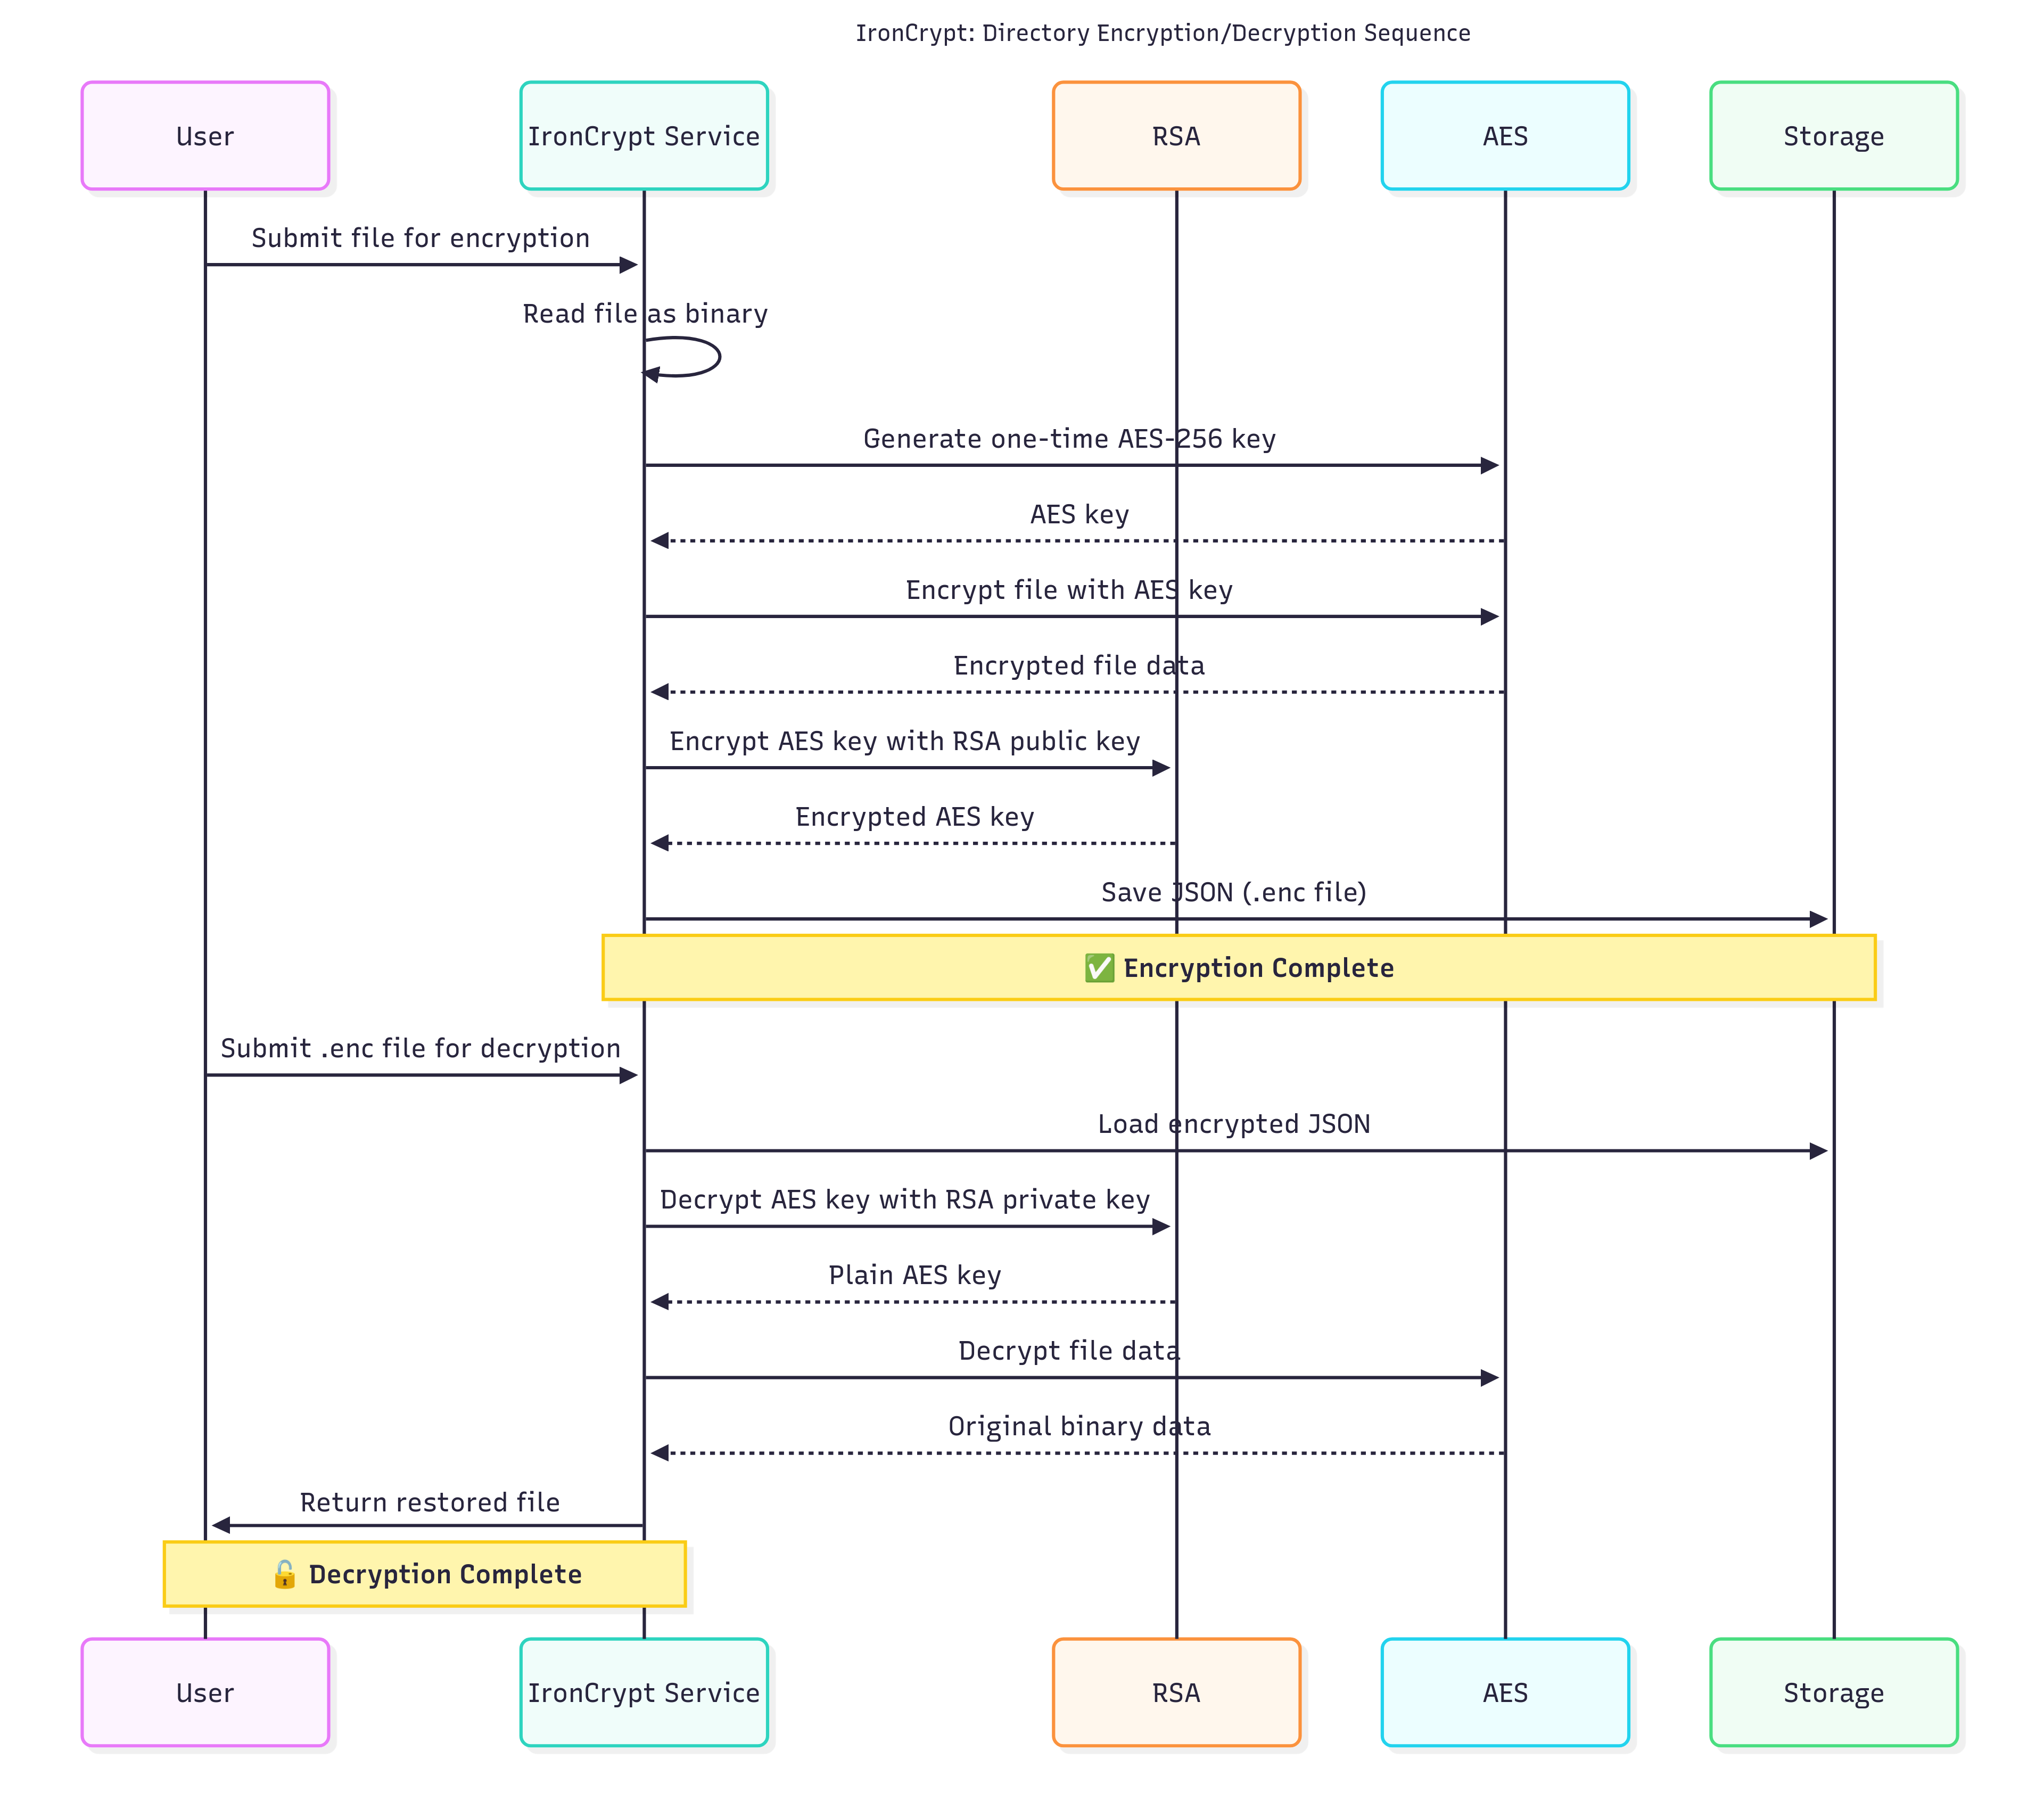 IronCrypt: Directory Encryption/Decryption Sequence
User
IronCrypt Service
RSA
AES
Storage
Submit file for encryption
Read file as binary
Generate one-time AES-256 key
AES key
Encrypt file with AES key
Encrypted file data
Encrypt AES key with RSA public key
Encrypted AES key
Save JSON (.enc file)
✅ Encryption Complete
Submit .enc file for decryption
Load encrypted JSON
Decrypt AES key with RSA private key
Plain AES key
Decrypt file data
Original binary data
Return restored file
🔓 Decryption Complete
User
IronCrypt Service
RSA
AES
Storage